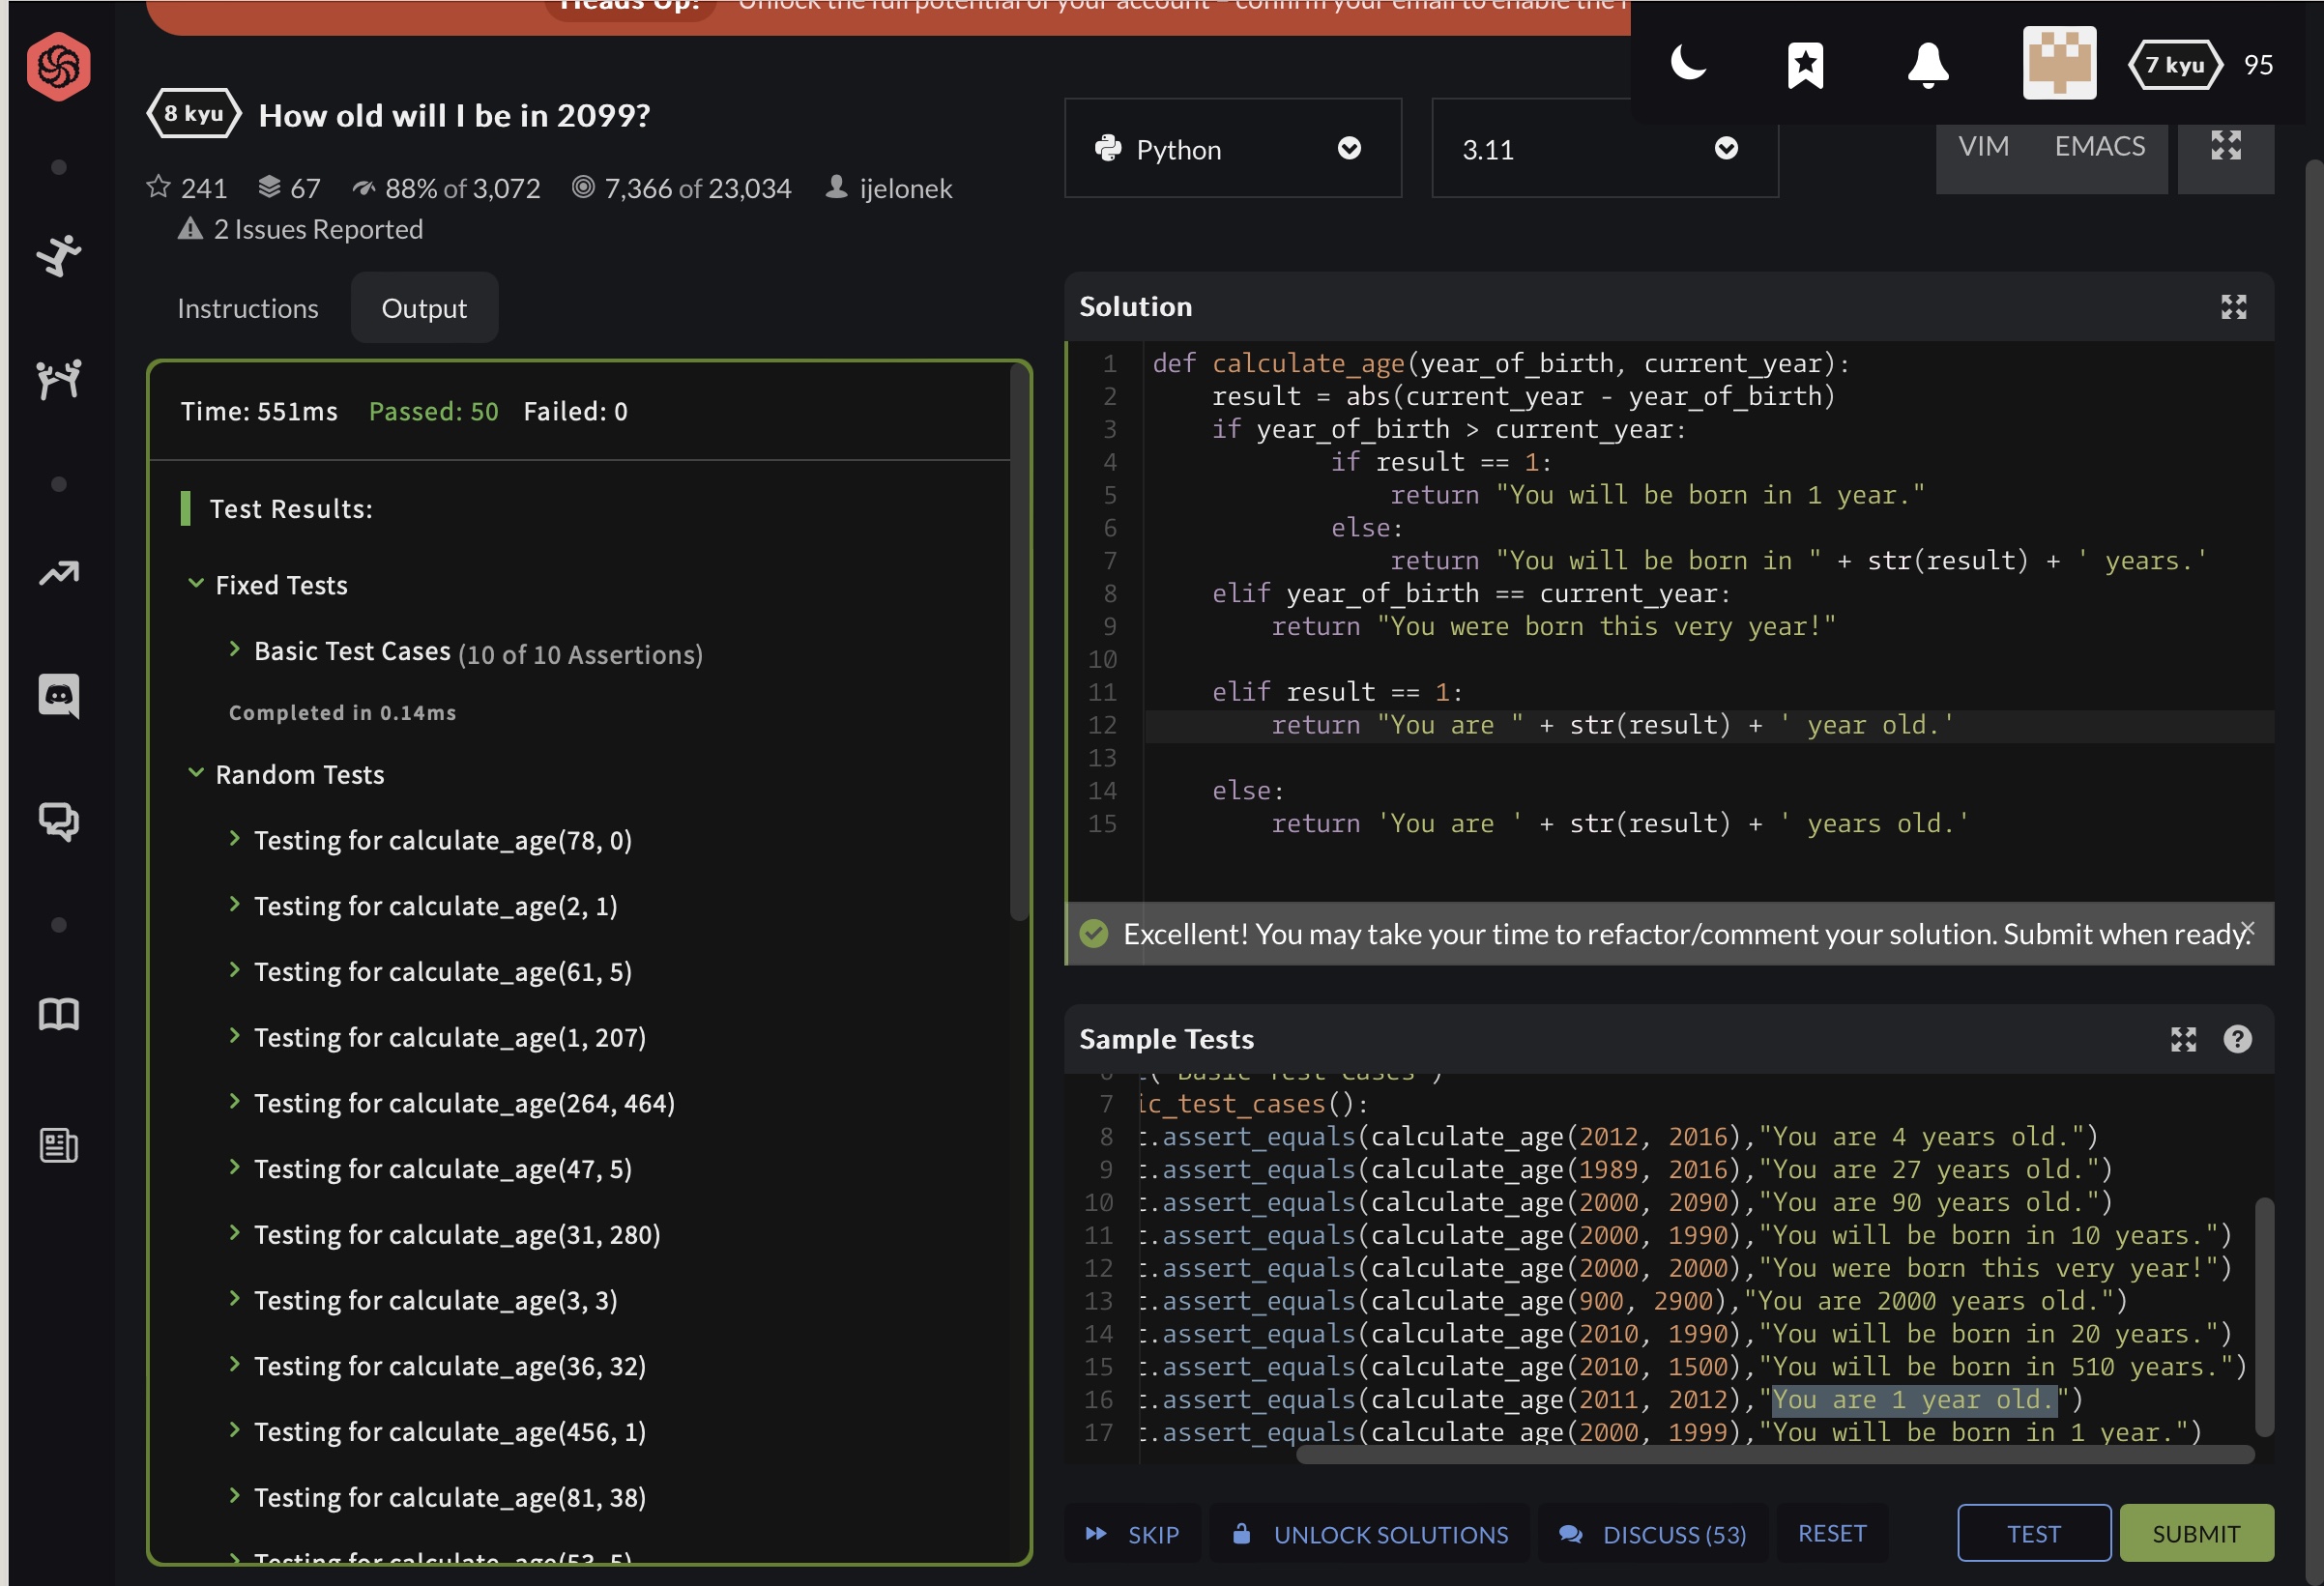 Heads Up! Unlock the full potential of your account – confirm your email to enable the
7 kyu 95
8 kyu How old will I be in 2099?
241 67 88% of 3,072 7,366 of 23,034 ijelonek
2 Issues Reported
Python 3.11 VIM EMACS
Instructions Output
Time: 551ms Passed: 50 Failed: 0
Test Results:
Fixed Tests
Basic Test Cases (10 of 10 Assertions)
Completed in 0.14ms
Random Tests
Testing for calculate_age(78, 0)
Testing for calculate_age(2, 1)
Testing for calculate_age(61, 5)
Testing for calculate_age(1, 207)
Testing for calculate_age(264, 464)
Testing for calculate_age(47, 5)
Testing for calculate_age(31, 280)
Testing for calculate_age(3, 3)
Testing for calculate_age(36, 32)
Testing for calculate_age(456, 1)
Testing for calculate_age(81, 38)
Testing for calculate_age(53, 5)
Solution
1 def calculate_age(year_of_birth, current_year):
2 result = abs(current_year - year_of_birth)
3 if year_of_birth > current_year:
4 if result == 1:
5 return "You will be born in 1 year."
6 else:
7 return "You will be born in " + str(result) + ' years.'
8 elif year_of_birth == current_year:
9 return "You were born this very year!"
10
11 elif result == 1:
12 return "You are " + str(result) + ' year old.'
13
14 else:
15 return 'You are ' + str(result) + ' years old.'
Excellent! You may take your time to refactor/comment your solution. Submit when ready.
Sample Tests
6 t("Basic Test Cases")
7 ic_test_cases():
8 t.assert_equals(calculate_age(2012, 2016),"You are 4 years old.")
9 t.assert_equals(calculate_age(1989, 2016),"You are 27 years old.")
10 t.assert_equals(calculate_age(2000, 2090),"You are 90 years old.")
11 t.assert_equals(calculate_age(2000, 1990),"You will be born in 10 years.")
12 t.assert_equals(calculate_age(2000, 2000),"You were born this very year!")
13 t.assert_equals(calculate_age(900, 2900),"You are 2000 years old.")
14 t.assert_equals(calculate_age(2010, 1990),"You will be born in 20 years.")
15 t.assert_equals(calculate_age(2010, 1500),"You will be born in 510 years.")
16 t.assert_equals(calculate_age(2011, 2012),"You are 1 year old.")
17 t.assert_equals(calculate_age(2000, 1999),"You will be born in 1 year.")
SKIP UNLOCK SOLUTIONS DISCUSS (53) RESET TEST SUBMIT